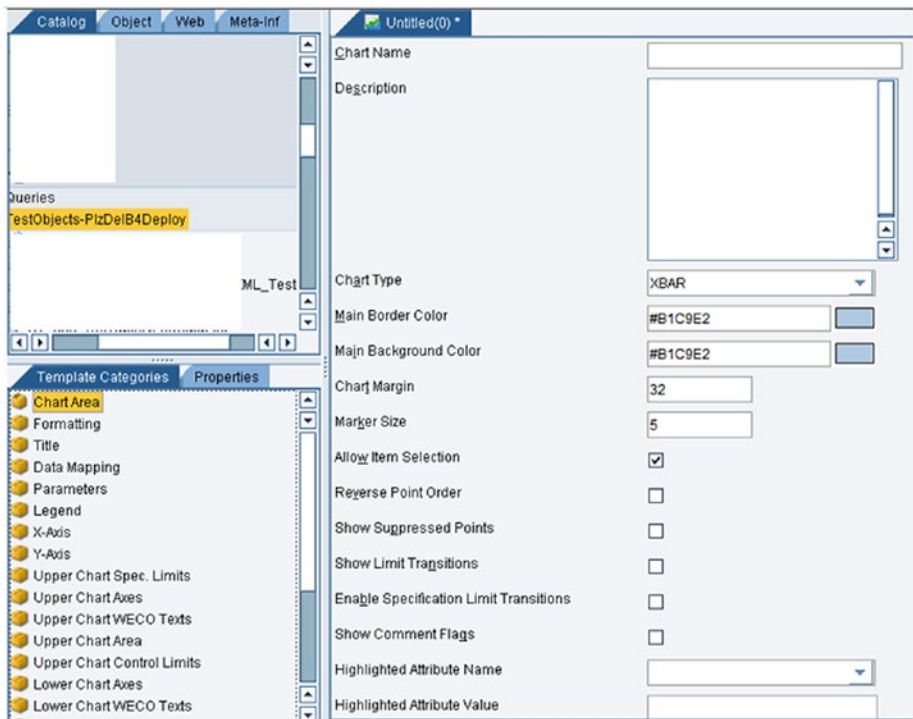 Catalog Object Web Meta-Inf
Queries
TestObjects-PlzDelB4Deploy
ML_Test
Template Categories Properties
Chart Area
Formatting
Title
Data Mapping
Parameters
Legend
X-Axis
Y-Axis
Upper Chart Spec. Limits
Upper Chart Axes
Upper Chart WECO Texts
Upper Chart Area
Upper Chart Control Limits
Lower Chart Axes
Lower Chart WECO Texts
Untitled(0) *
Chart Name
Description
Chart Type XBAR
Main Border Color #B1C9E2
Main Background Color #B1C9E2
Chart Margin 32
Marker Size 5
Allow Item Selection
Reverse Point Order
Show Suppressed Points
Show Limit Transitions
Enable Specification Limit Transitions
Show Comment Flags
Highlighted Attribute Name
Highlighted Attribute Value